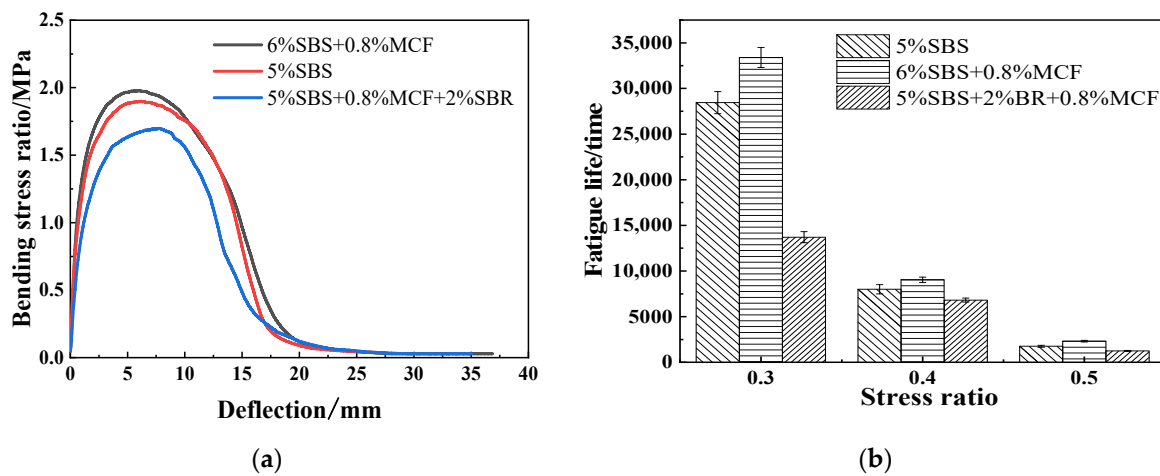 Bending stress ratio/MPa
2.5
2.0
1.5
1.0
0.5
0.0
6%SBS+0.8%MCF
5%SBS
5%SBS+0.8%MCF+2%SBR
0 5 10 15 20 25 30 35 40
Deflection/mm
(a)
Fatigue life/time
35,000
30,000
25,000
20,000
15,000
10,000
5000
0
5%SBS
6%SBS+0.8%MCF
5%SBS+2%BR+0.8%MCF
0.3 0.4 0.5
Stress ratio
(b)